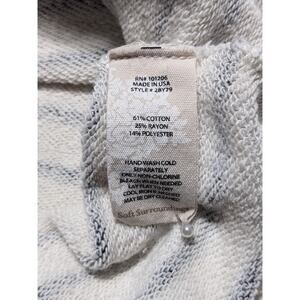 RN# 101206
MADE IN USA
STYLE # 2BY79
61% COTTON
25% RAYON
14% POLYESTER
HAND WASH COLD
SEPARATELY
ONLY NON-CHLORINE
BLEACH WHEN NEEDED
LAY FLAT TO DRY
COOL IRON IF NEEDED
MAY BE DRY CLEANED
Soft Surroundings